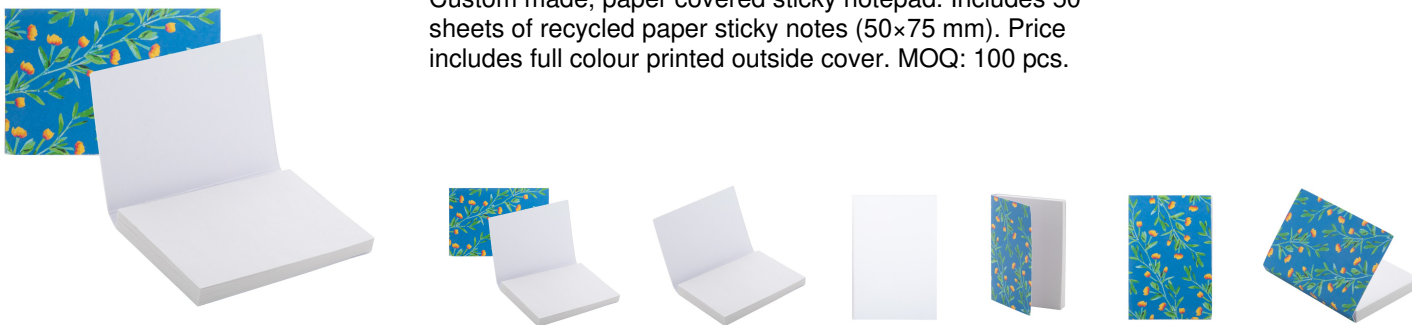 Custom made, paper covered sticky notepad. Includes 50
sheets of recycled paper sticky notes (50×75 mm). Price
includes full colour printed outside cover. MOQ: 100 pcs.